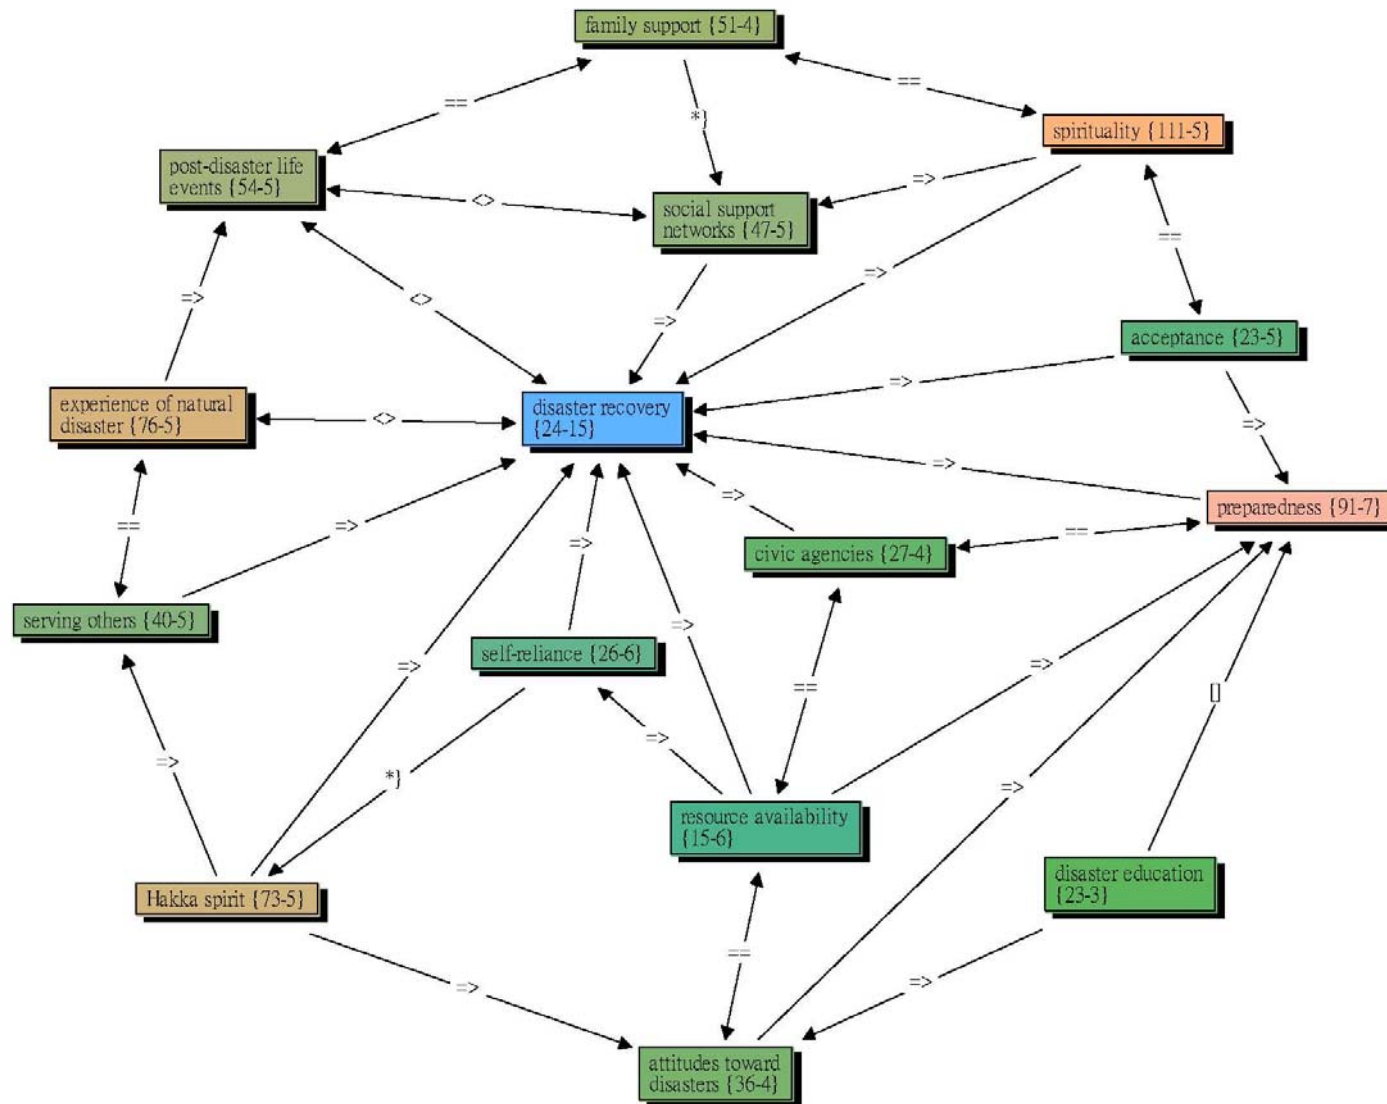 family support {51-4}
==
==
*}
spirituality {111-5}
post-disaster life
events {54-5}
=>
<>
social support
networks {47-5}
==
=>
=>
<>
=>
acceptance {23-5}
=>
experience of natural
disaster {76-5}
<>
disaster recovery
{24-15}
=>
=>
=>
preparedness {91-7}
==
=>
=>
civic agencies {27-4}
==
serving others {40-5}
=>
self-reliance {26-6}
=>
=>
==
[]
=>
=>
*}
=>
resource availability
{15-6}
disaster education
{23-3}
Hakka spirit {73-5}
==
=>
=>
attitudes toward
disasters {36-4}